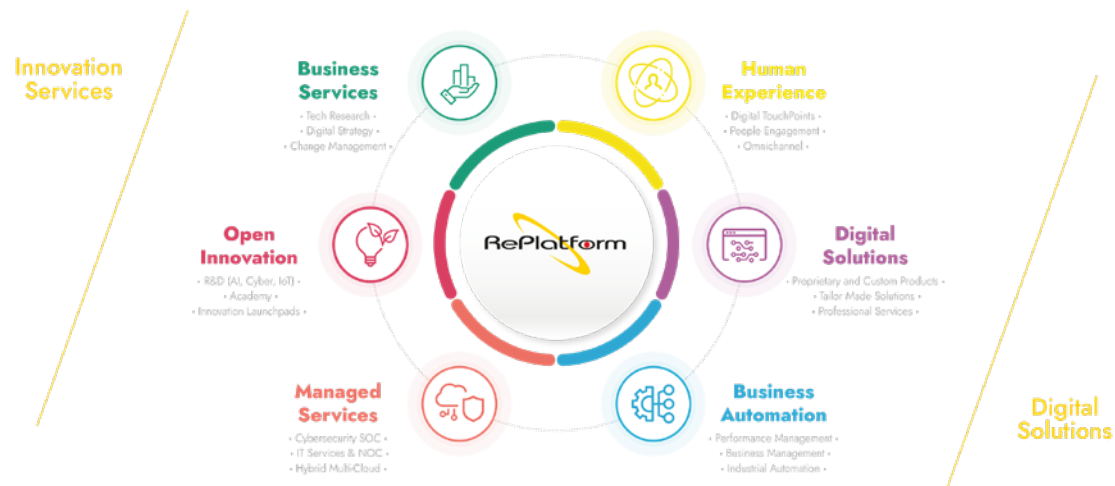 Innovation
Services
Business
Services
• Tech Research •
• Digital Strategy •
• Change Management •
Human
Experience
• Digital TouchPoints •
• People Engagement •
• Omnichannel •
Open
Innovation
• R&D (AI, Cyber, IoT) •
• Academy •
• Innovation Launchpads •
RePlatform
Digital
Solutions
• Proprietary and Custom Products •
• Tailor Made Solutions •
• Professional Services •
Managed
Services
• Cybersecurity SOC •
• IT Services & NOC •
• Hybrid Multi-Cloud •
Business
Automation
• Performance Management •
• Business Management •
• Industrial Automation •
Digital
Solutions